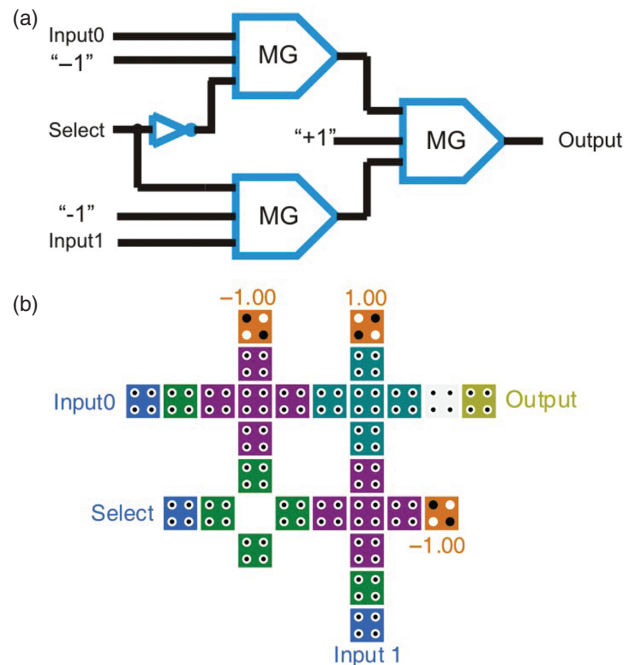 (a)
Input0
“–1”
MG
Select
“+1”
MG
Output
“-1”
MG
Input1
(b)
–1.00
1.00
Input0
Output
Select
–1.00
Input 1